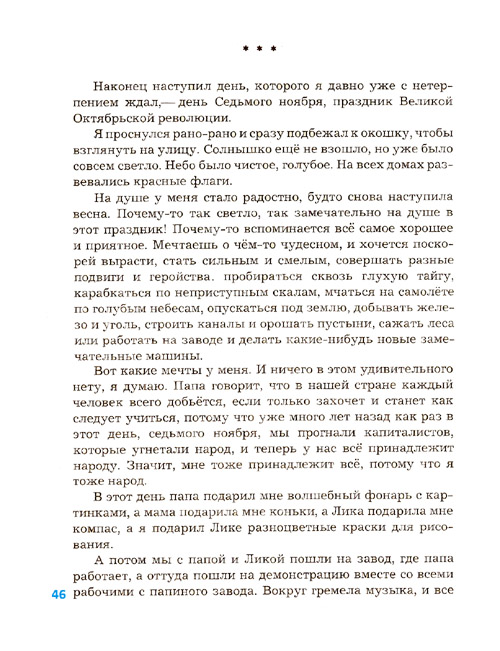 * * *
Наконец наступил день, которого я давно уже с нетер-
пением ждал,— день Седьмого ноября, праздник Великой
Октябрьской революции.
Я проснулся рано-рано и сразу подбежал к окошку, чтобы
взглянуть на улицу. Солнышко ещё не взошло, но уже было
совсем светло. Небо было чистое, голубое. На всех домах раз-
вевались красные флаги.
На душе у меня стало радостно, будто снова наступила
весна. Почему-то так светло, так замечательно на душе в
этот праздник! Почему-то вспоминается всё самое хорошее
и приятное. Мечтаешь о чём-то чудесном, и хочется поско-
рей вырасти, стать сильным и смелым, совершать разные
подвиги и геройства. пробираться сквозь глухую тайгу,
карабкаться по неприступным скалам, мчаться на самолёте
по голубым небесам, опускаться под землю, добывать желе-
зо и уголь, строить каналы и орошать пустыни, сажать леса
или работать на заводе и делать какие-нибудь новые заме-
чательные машины.
Вот какие мечты у меня. И ничего в этом удивительного
нету, я думаю. Папа говорит, что в нашей стране каждый
человек всего добьётся, если только захочет и станет как
следует учиться, потому что уже много лет назад как раз в
этот день, седьмого ноября, мы прогнали капиталистов,
которые угнетали народ, и теперь у нас всё принадлежит
народу. Значит, мне тоже принадлежит всё, потому что я
тоже народ.
В этот день папа подарил мне волшебный фонарь с кар-
тинками, а мама подарила мне коньки, а Лика подарила мне
компас, а я подарил Лике разноцветные краски для рисо-
вания.
А потом мы с папой и Ликой пошли на завод, где папа
работает, а оттуда пошли на демонстрацию вместе со всеми
рабочими с папиного завода. Вокруг гремела музыка, и все
46